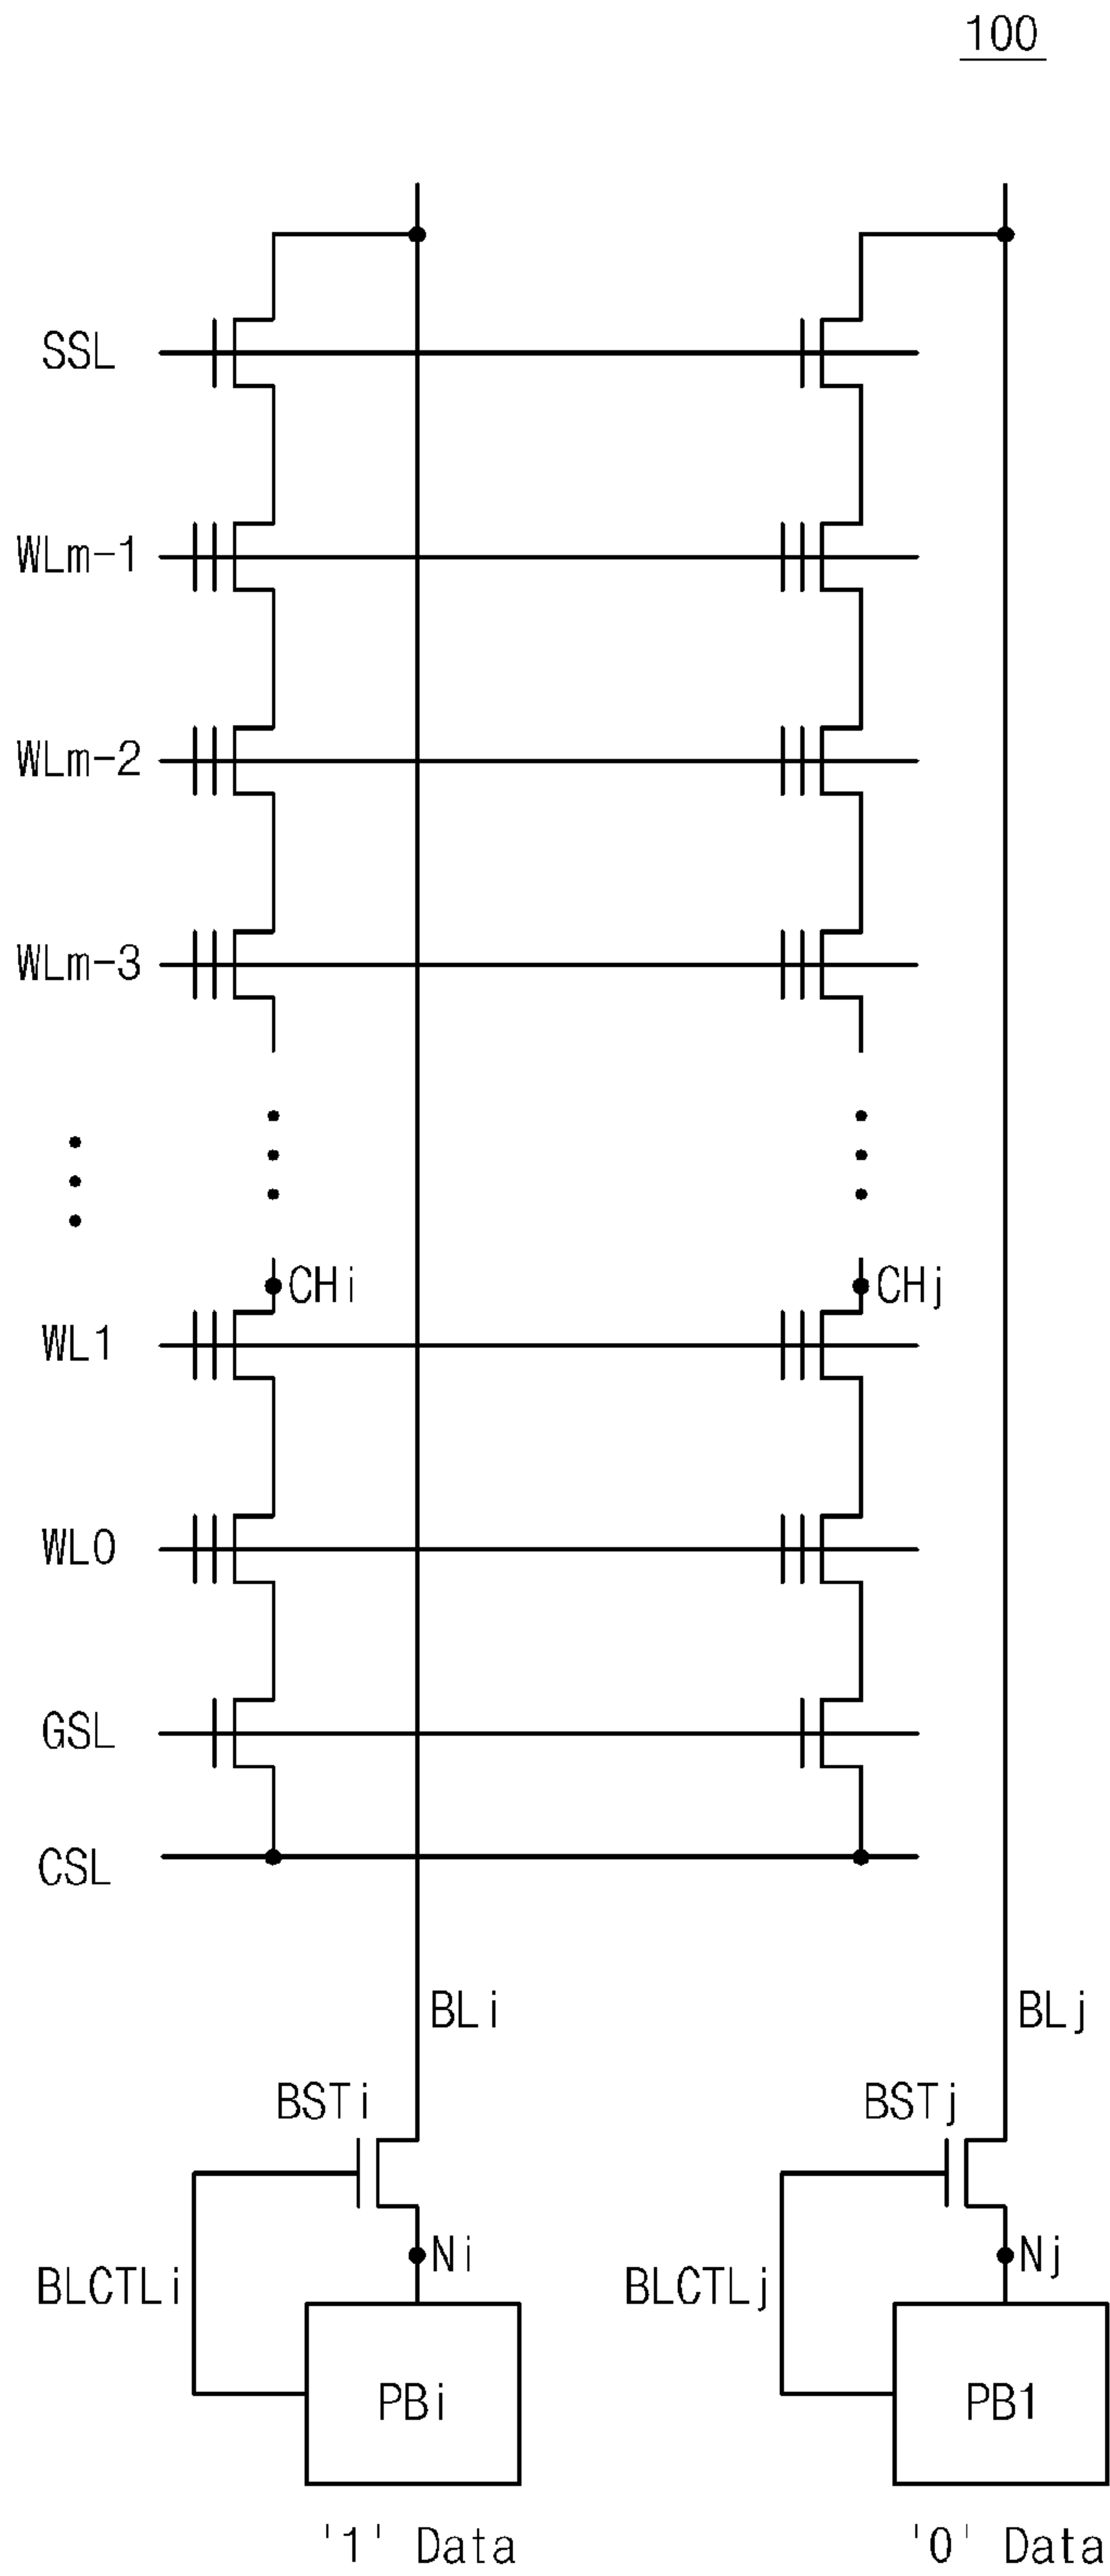 100
SSL
WLm-1
WLm-2
WLm-3
CHi CHj
WL1
WL0
GSL
CSL
BLi BLj
BSTi BSTj
Ni Nj
BLCTLi BLCTLj
PBi PB1
'1' Data '0' Data